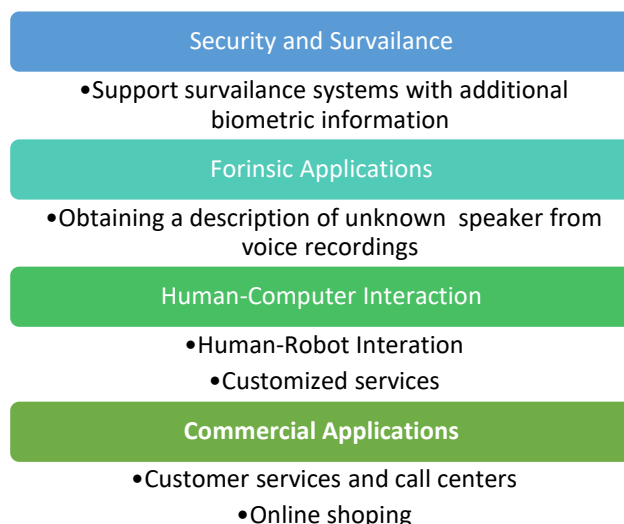 Security and Survailance
•Support survailance systems with additional
biometric information
Forinsic Applications
•Obtaining a description of unknown speaker from
voice recordings
Human-Computer Interaction
•Human-Robot Interation
•Customized services
Commercial Applications
•Customer services and call centers
•Online shoping